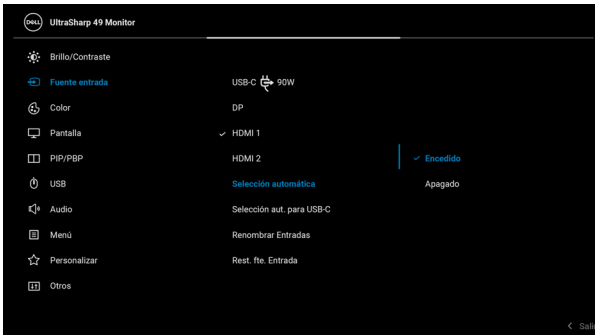 DELL UltraSharp 49 Monitor
Brillo/Contraste
Fuente entrada
USB-C 90W
Color
DP
Pantalla
HDMI 1
PIP/PBP
HDMI 2
Encedido
USB
Selección automática
Apagado
Audio
Selección aut. para USB-C
Menú
Renombrar Entradas
Personalizar
Rest. fte. Entrada
Otros